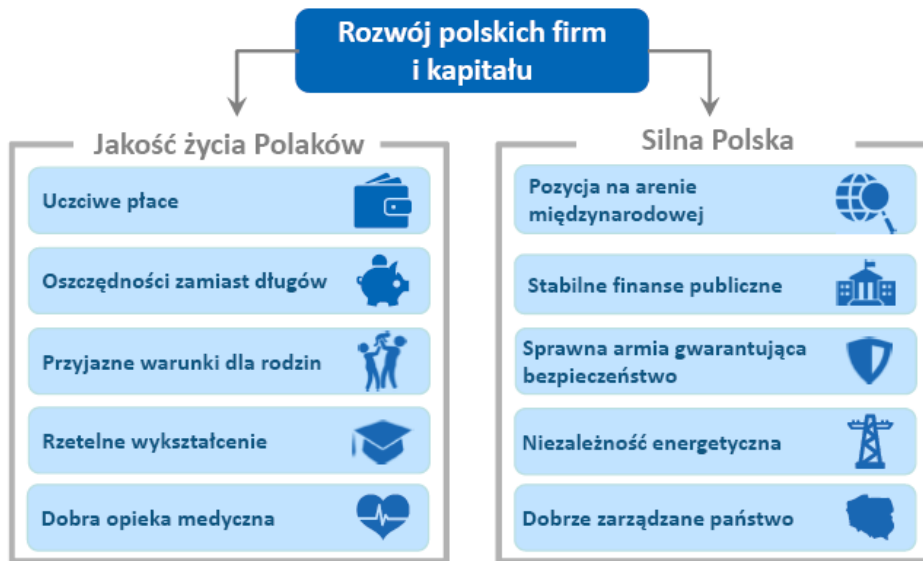 Rozwój polskich firm
i kapitału
Jakość życia Polaków
Uczciwe płace
Oszczędności zamiast długów
Przyjazne warunki dla rodzin
Rzetelne wykształcenie
Dobra opieka medyczna
Silna Polska
Pozycja na arenie
międzynarodowej
Stabilne finanse publiczne
Sprawna armia gwarantująca
bezpieczeństwo
Niezależność energetyczna
Dobrze zarządzane państwo